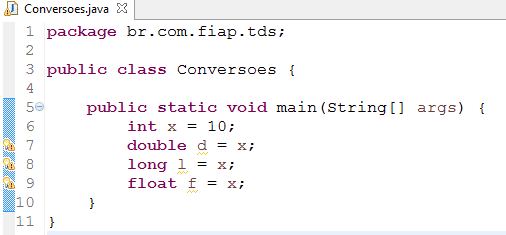 Conversoes.java
1 package br.com.fiap.tds;
2
3 public class Conversoes {
4
5 public static void main(String[] args) {
6 int x = 10;
7 double d = x;
8 long l = x;
9 float f = x;
10 }
11 }